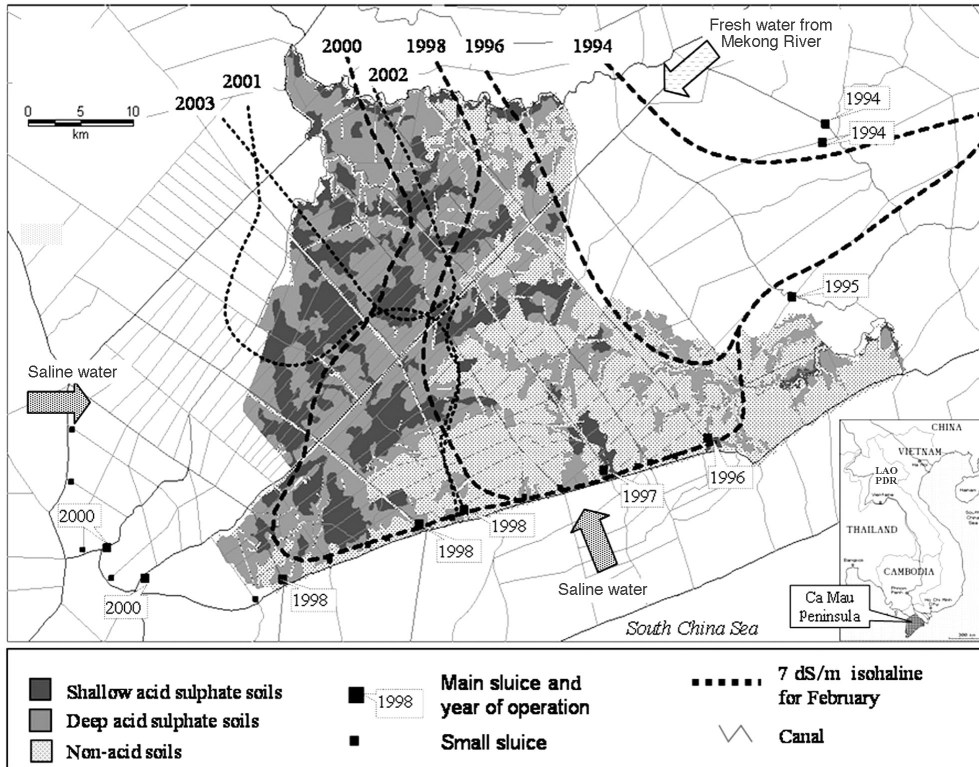 2000
1998
1996
1994
Fresh water from
Mekong River
2001
2002
2003
0 5 10
km
1994
1994
1995
Saline water
1996
1997
1998
1998
1998
2000
2000
Saline water
South China Sea
CHINA
VIETNAM
LAO
PDR
THAILAND
CAMBODIA
Ca Mau
Peninsula
Shallow acid sulphate soils
Deep acid sulphate soils
Non-acid soils
1998
Main sluice and
year of operation
Small sluice
7 dS/m isohaline
for February
Canal